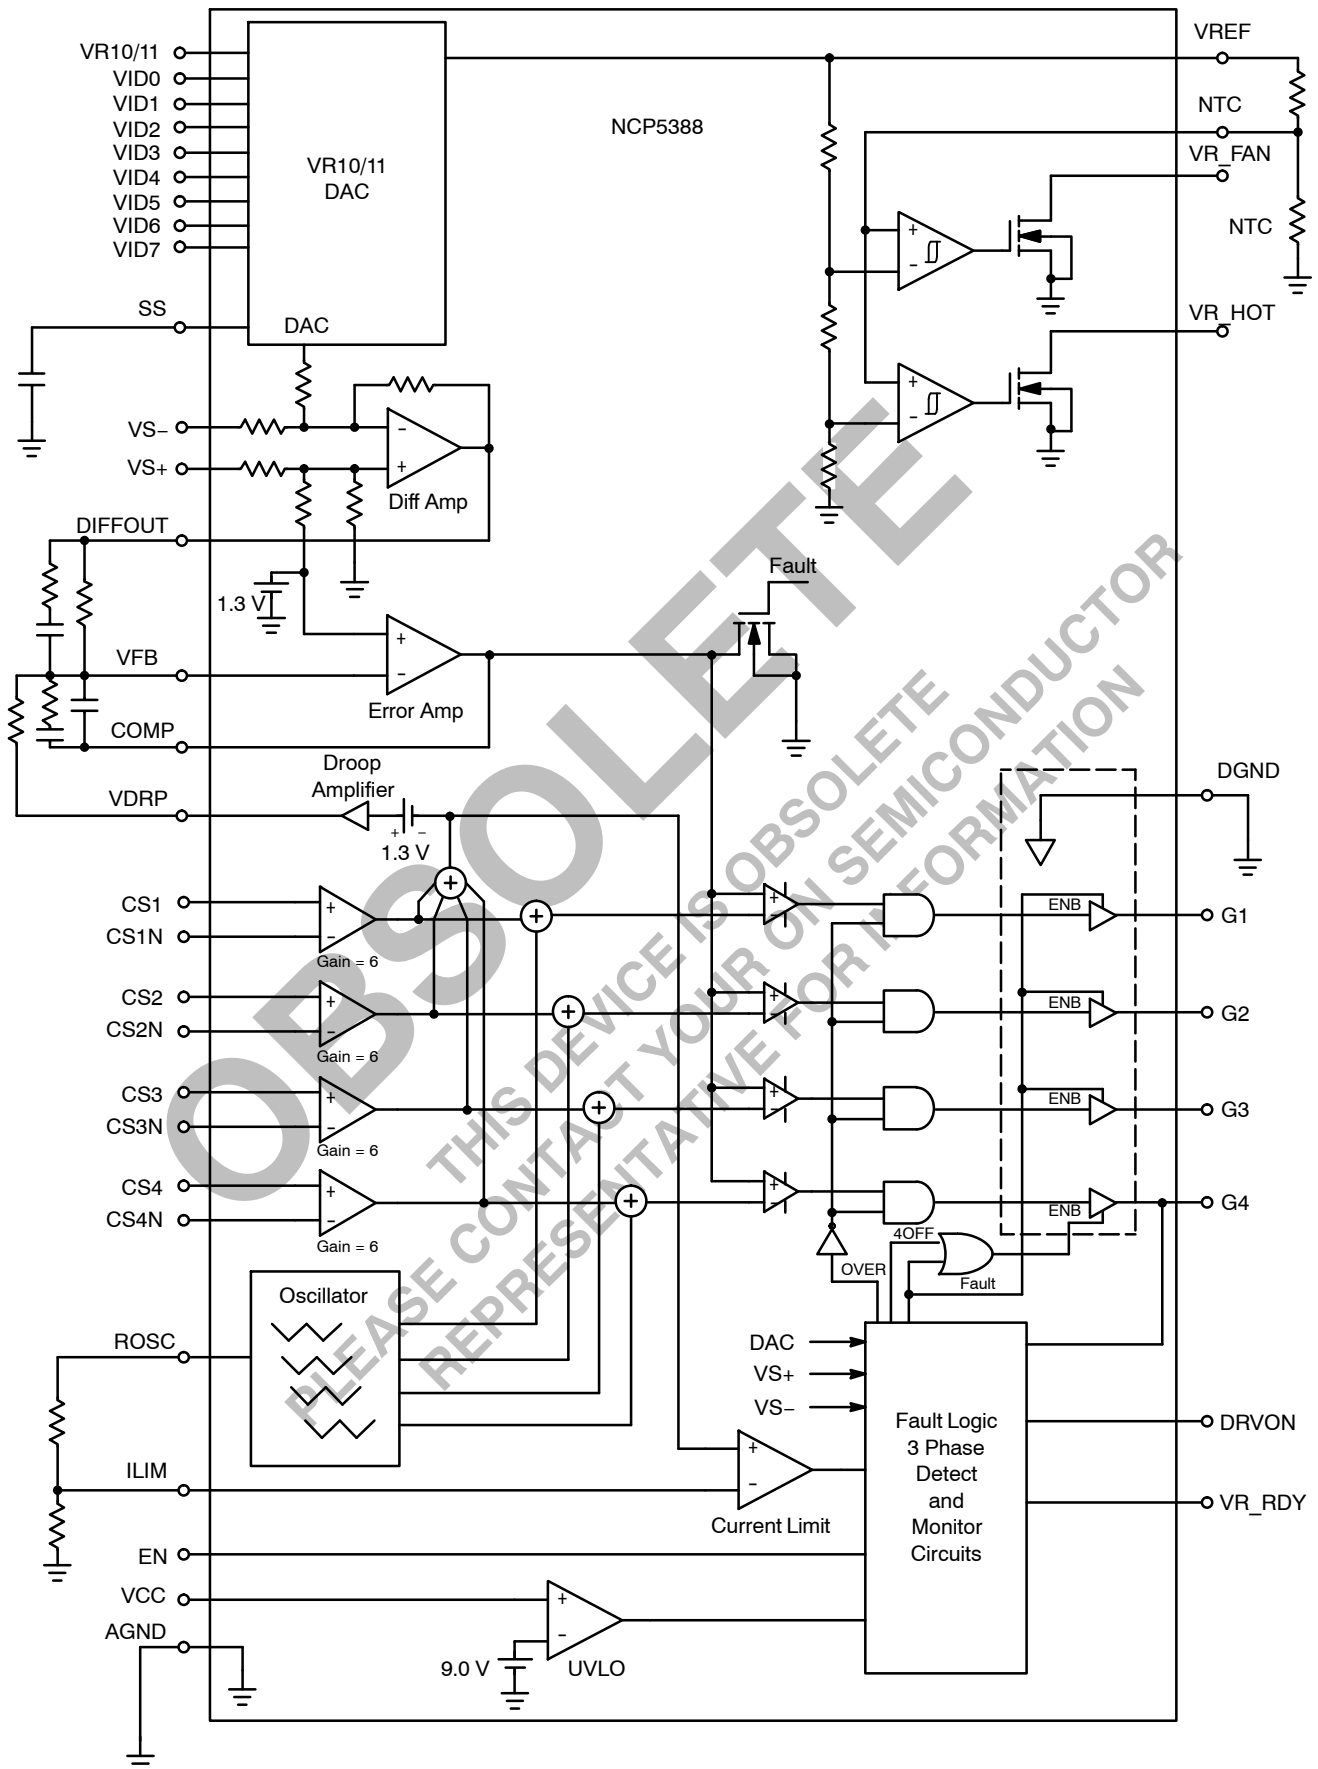 VR10/11
VID0
VID1
VID2
VID3
VID4
VID5
VID6
VID7
VR10/11
DAC
DAC
NCP5388
VREF
NTC
VR_FAN
NTC
VR_HOT
+
−
+
−
SS
VS−
VS+
−
+
Diff Amp
DIFFOUT
1.3 V
VFB
+
−
Error Amp
COMP
Fault
Droop
Amplifier
VDRP
+ −
1.3 V
DGND
CS1
CS1N
+
−
Gain = 6
+
+
+
−
ENB
G1
CS2
CS2N
+
−
Gain = 6
+
+
−
ENB
G2
CS3
CS3N
+
−
Gain = 6
+
+
−
ENB
G3
CS4
CS4N
+
−
Gain = 6
+
+
−
ENB
G4
4OFF
OVER
Fault
Oscillator
ROSC
ILIM
DAC
VS+
VS−
+
−
Current Limit
Fault Logic
3 Phase
Detect
and
Monitor
Circuits
DRVON
VR_RDY
EN
VCC
AGND
+
−
9.0 V
UVLO
OBSOLETE
THIS DEVICE IS OBSOLETE
PLEASE CONTACT YOUR ON SEMICONDUCTOR
REPRESENTATIVE FOR INFORMATION